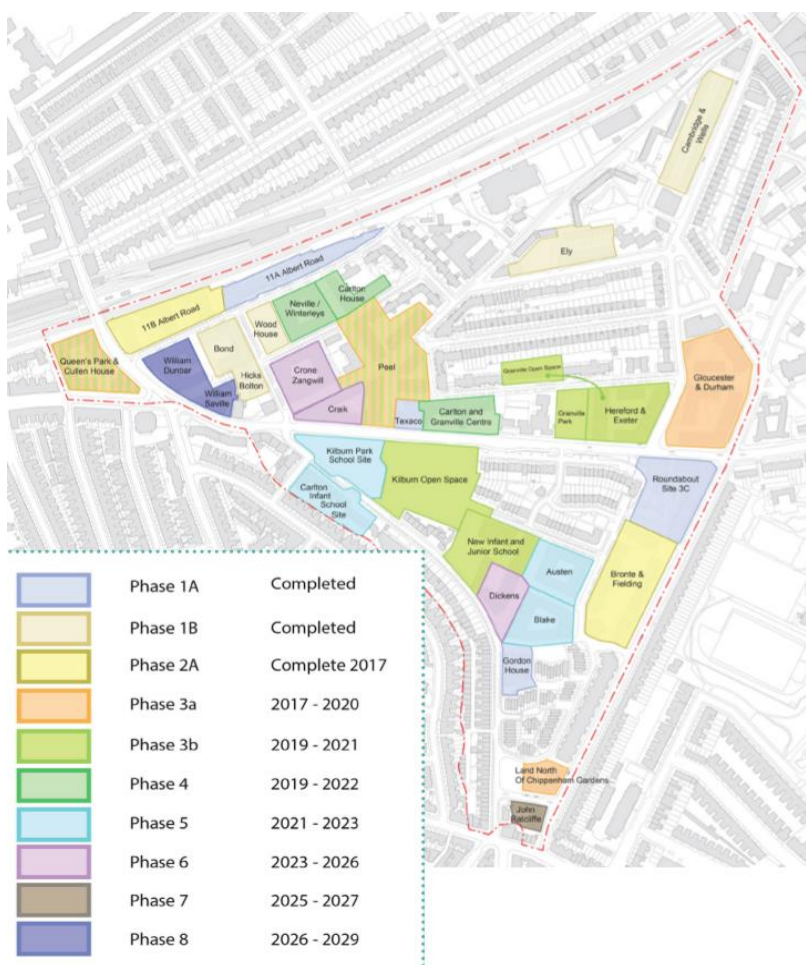 Cambridge &
Wells
Ely
11A Albert Road
11B Albert Road
Carlton
House
Neville /
Winterleys
Wood
House
Bond
Queen's Park &
Cullen House
William
Dunbar
Hicks
Bolton
William
Saville
Crone
Zangwill
Peel
Craik
Texaco
Carlton and
Granville Centre
Granville Open Space
Granville
Park
Hereford &
Exeter
Gloucester
& Durham
Kilburn Park
School Site
Kilburn Open Space
Carlton
Infant
School
Site
Roundabout
Site 3C
New Infant and
Junior School
Austen
Bronte &
Fielding
Dickens
Blake
Gordon
House
Land North
Of Chippenham Gardens
John
Ratcliffe
Phase 1A Completed
Phase 1B Completed
Phase 2A Complete 2017
Phase 3a 2017 - 2020
Phase 3b 2019 - 2021
Phase 4 2019 - 2022
Phase 5 2021 - 2023
Phase 6 2023 - 2026
Phase 7 2025 - 2027
Phase 8 2026 - 2029